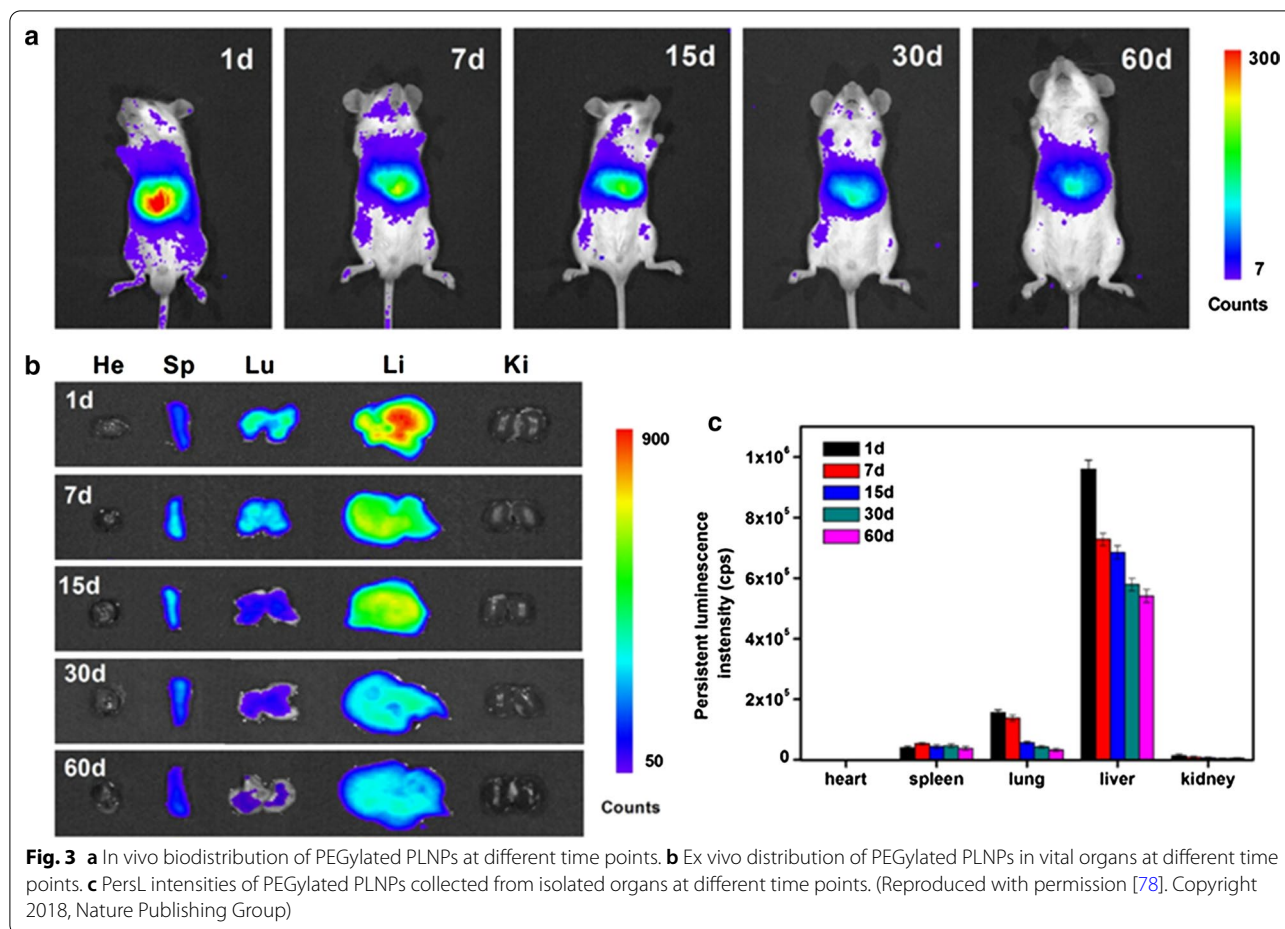 a
1d 7d 15d 30d 60d
300
7
Counts
b
He Sp Lu Li Ki
1d
7d
15d
30d
60d
900
50
Counts
c
Persistent luminescence
instensity (cps)
1x10⁶
8x10⁵
6x10⁵
4x10⁵
2x10⁵
0
1d
7d
15d
30d
60d
heart spleen lung liver kidney
Fig. 3 a In vivo biodistribution of PEGylated PLNPs at different time points. b Ex vivo distribution of PEGylated PLNPs in vital organs at different time
points. c PersL intensities of PEGylated PLNPs collected from isolated organs at different time points. (Reproduced with permission [78]. Copyright
2018, Nature Publishing Group)